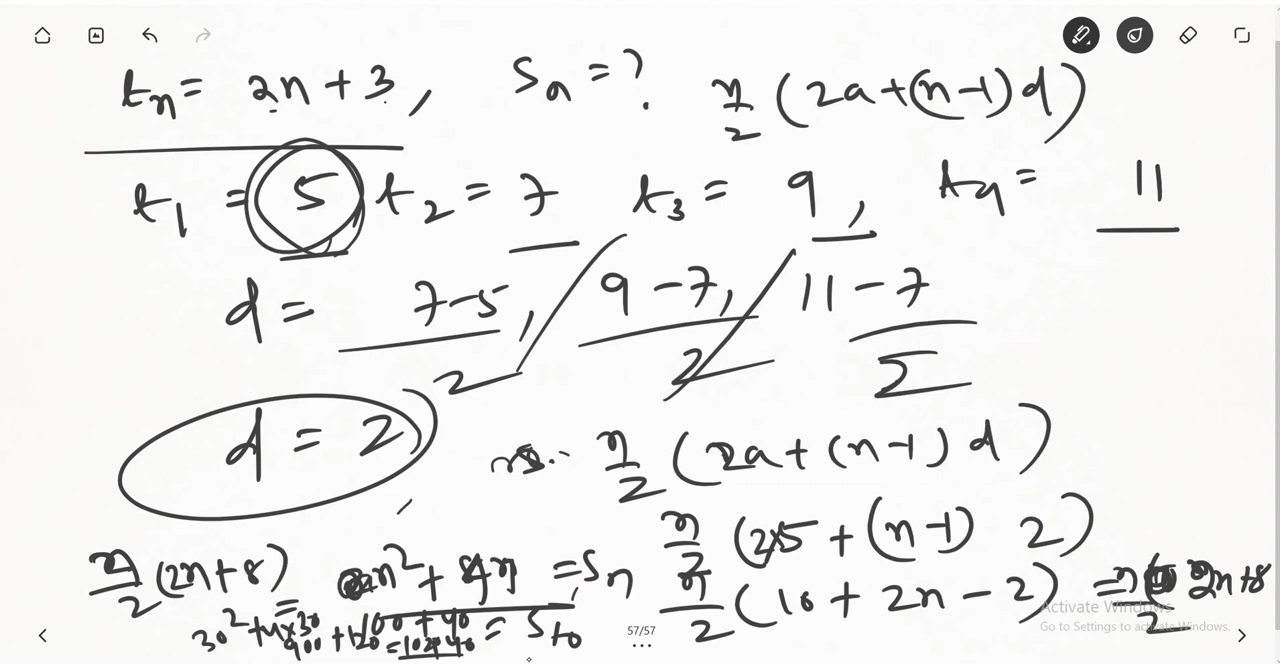 tn = 2n + 3, Sn = ? n/2 (2a + (n-1) d)
t1 = 5 t2 = 7 t3 = 9, t4 = 11
d = 7-5, 9-7, 11-7
2 2 2
d = 2 n/2 (2a + (n-1) d)
n/2 (2×5 + (n-1) 2)
n/2 (2n+8) = n² + 4n = Sn n/2 (10 + 2n - 2) = n/2 2n+8
30² + 4×30 100 + 40 = S10
900 + 120 = 1020
57/57
Activate Windows
Go to Settings to activate Windows.